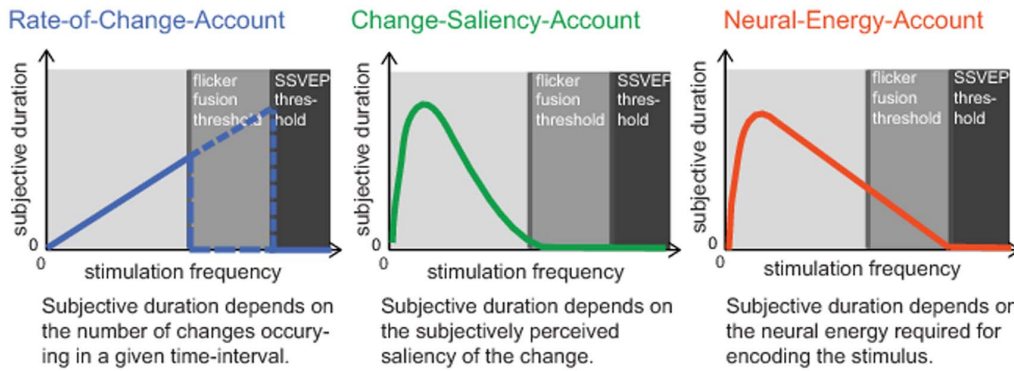 Rate-of-Change-Account
subjective duration
flicker
fusion
threshold
SSVEP
thres-
hold
0
0
stimulation frequency
Subjective duration depends on
the number of changes occury-
ing in a given time-interval.
Change-Saliency-Account
subjective duration
flicker
fusion
threshold
SSVEP
thres-
hold
0
0
stimulation frequency
Subjective duration depends on
the subjectively perceived
saliency of the change.
Neural-Energy-Account
subjective duration
flicker
fusion
threshold
SSVEP
thres-
hold
0
0
stimulation frequency
Subjective duration depends on
the neural energy required for
encoding the stimulus.